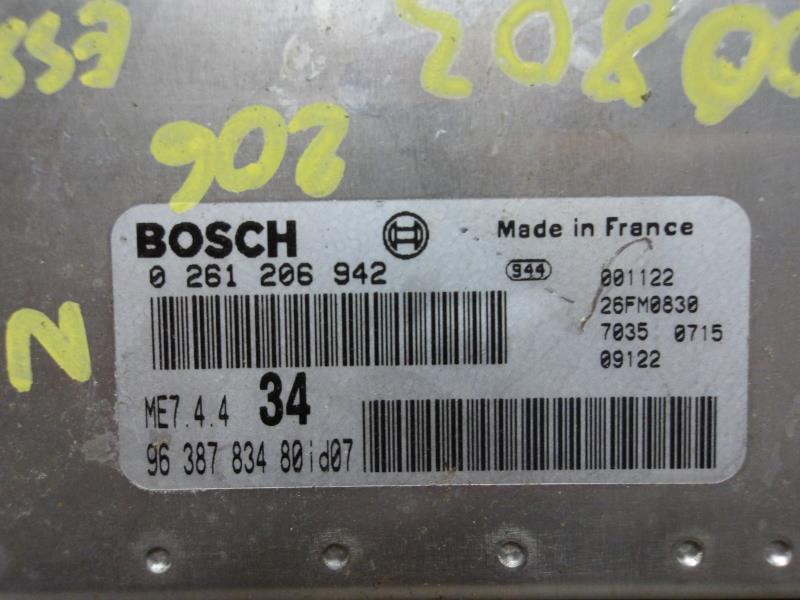 20800
206
BOSCH
Made in France
0 261 206 942
944
001122
26FM0830
7035 0715
09122
ME7.4.4 34
96 387 834 80id07
N